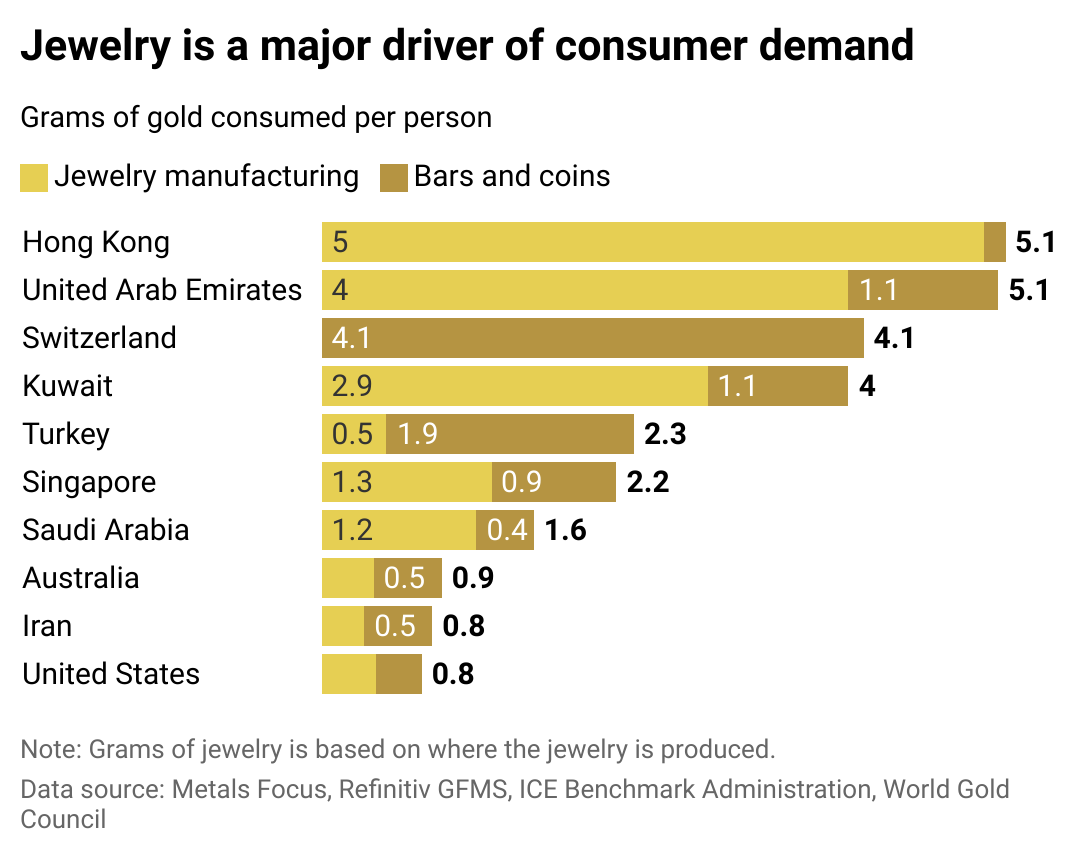 Jewelry is a major driver of consumer demand
Grams of gold consumed per person
Jewelry manufacturing Bars and coins
Hong Kong 5 5.1
United Arab Emirates 4 1.1 5.1
Switzerland 4.1 4.1
Kuwait 2.9 1.1 4
Turkey 0.5 1.9 2.3
Singapore 1.3 0.9 2.2
Saudi Arabia 1.2 0.4 1.6
Australia 0.5 0.9
Iran 0.5 0.8
United States 0.8
Note: Grams of jewelry is based on where the jewelry is produced.
Data source: Metals Focus, Refinitiv GFMS, ICE Benchmark Administration, World Gold
Council